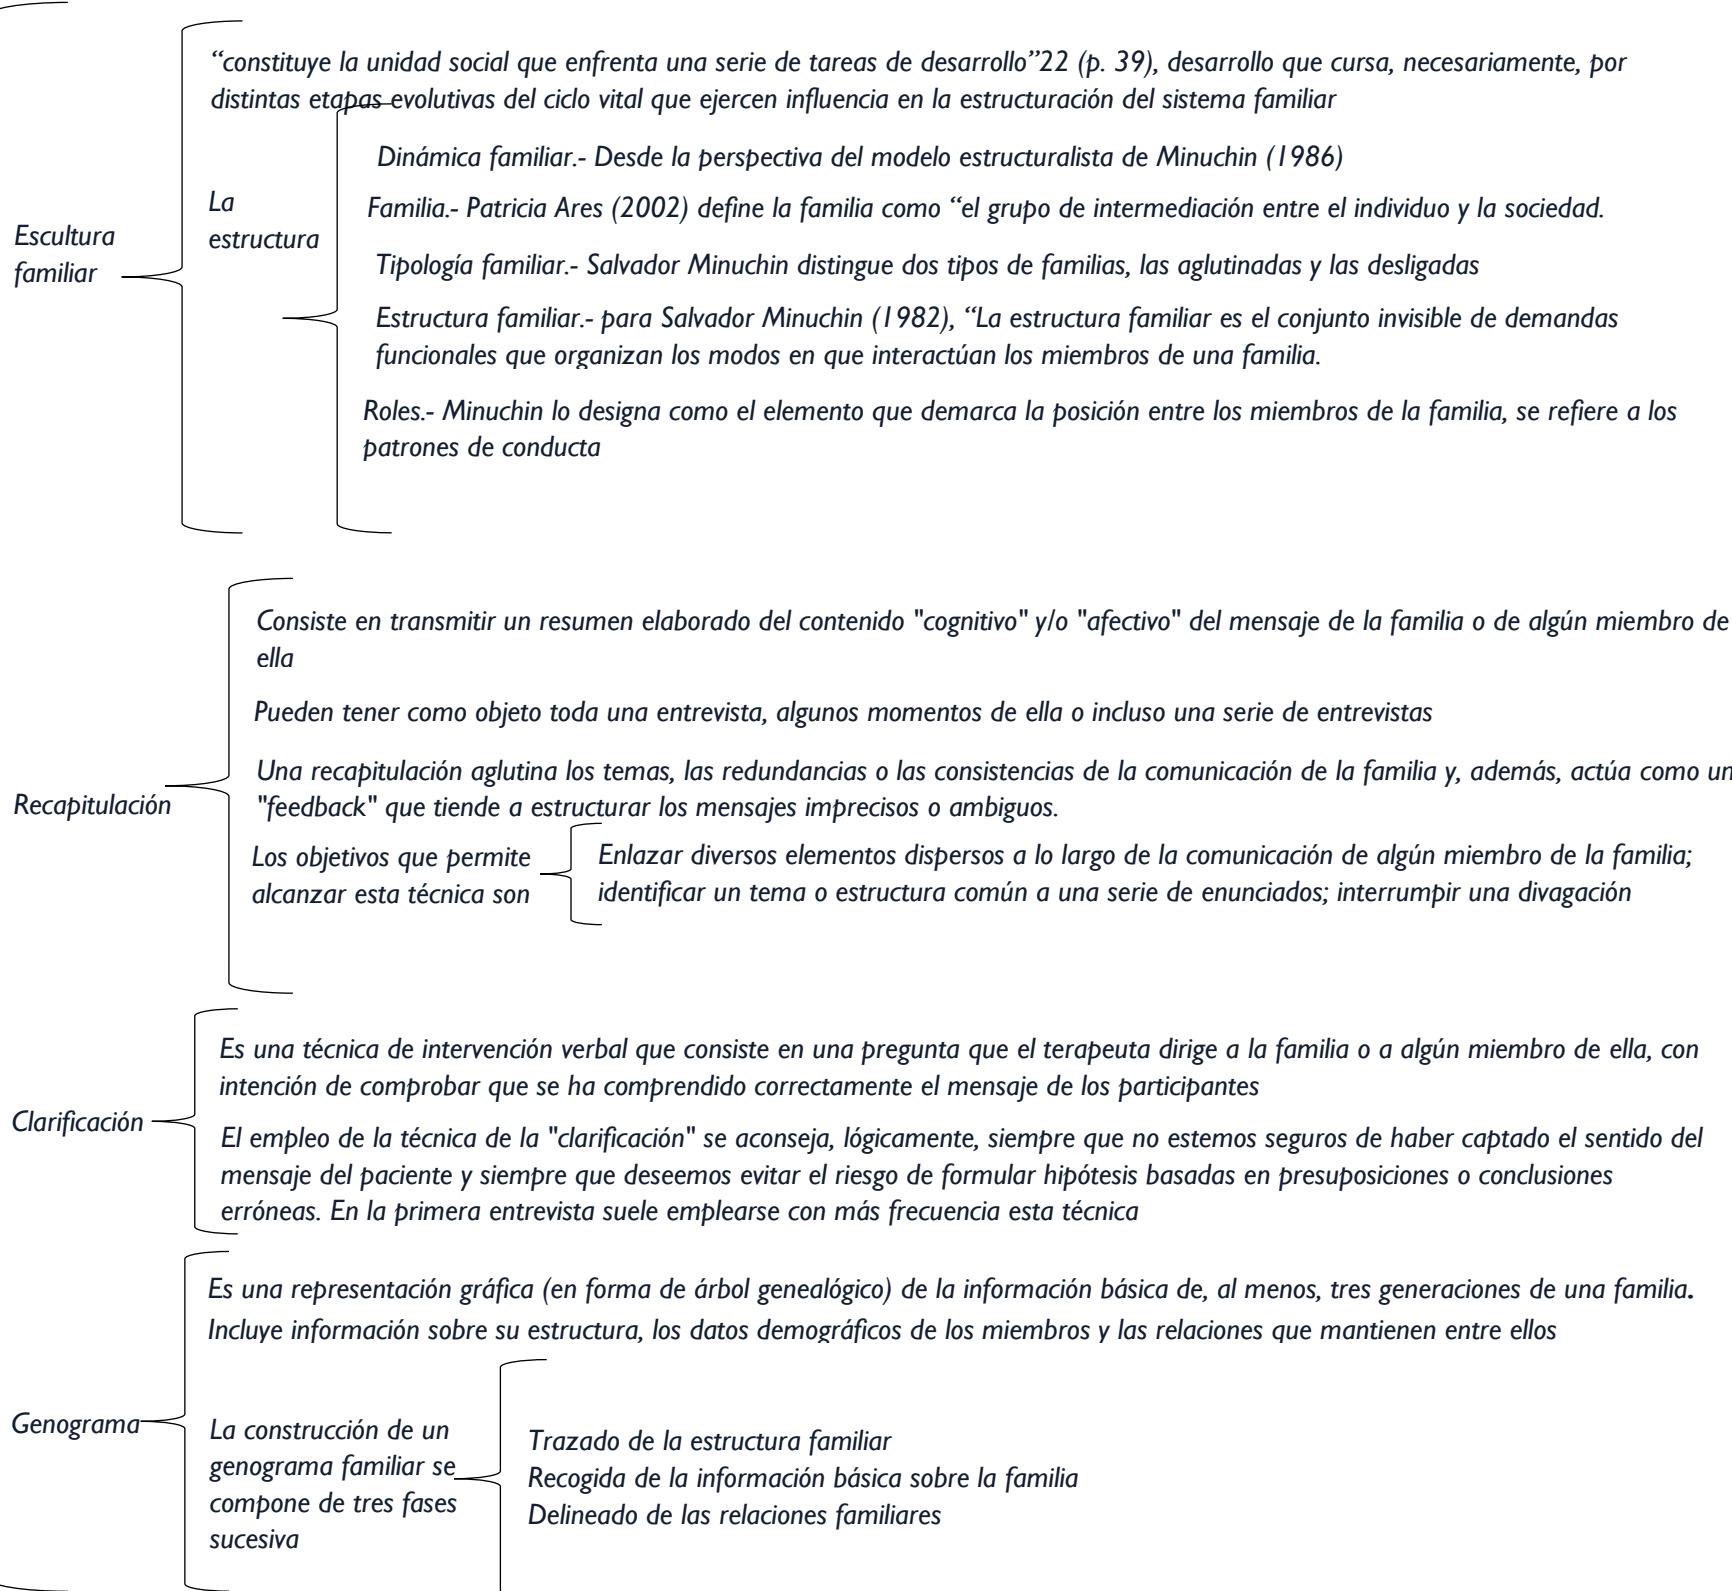 “constituye la unidad social que enfrenta una serie de tareas de desarrollo”22 (p. 39), desarrollo que cursa, necesariamente, por
distintas etapas evolutivas del ciclo vital que ejercen influencia en la estructuración del sistema familiar
Dinámica familiar.- Desde la perspectiva del modelo estructuralista de Minuchin (1986)
La
estructura
Familia.- Patricia Ares (2002) define la familia como “el grupo de intermediación entre el individuo y la sociedad.
Escultura
familiar
Tipología familiar.- Salvador Minuchin distingue dos tipos de familias, las aglutinadas y las desligadas
Estructura familiar.- para Salvador Minuchin (1982), “La estructura familiar es el conjunto invisible de demandas
funcionales que organizan los modos en que interactúan los miembros de una familia.
Roles.- Minuchin lo designa como el elemento que demarca la posición entre los miembros de la familia, se refiere a los
patrones de conducta
Consiste en transmitir un resumen elaborado del contenido "cognitivo" y/o "afectivo" del mensaje de la familia o de algún miembro de
ella
Pueden tener como objeto toda una entrevista, algunos momentos de ella o incluso una serie de entrevistas
Recapitulación
Una recapitulación aglutina los temas, las redundancias o las consistencias de la comunicación de la familia y, además, actúa como un
"feedback" que tiende a estructurar los mensajes imprecisos o ambiguos.
Los objetivos que permite
alcanzar esta técnica son
Enlazar diversos elementos dispersos a lo largo de la comunicación de algún miembro de la familia;
identificar un tema o estructura común a una serie de enunciados; interrumpir una divagación
Es una técnica de intervención verbal que consiste en una pregunta que el terapeuta dirige a la familia o a algún miembro de ella, con
intención de comprobar que se ha comprendido correctamente el mensaje de los participantes
Clarificación
El empleo de la técnica de la "clarificación" se aconseja, lógicamente, siempre que no estemos seguros de haber captado el sentido del
mensaje del paciente y siempre que deseemos evitar el riesgo de formular hipótesis basadas en presuposiciones o conclusiones
erróneas. En la primera entrevista suele emplearse con más frecuencia esta técnica
Es una representación gráfica (en forma de árbol genealógico) de la información básica de, al menos, tres generaciones de una familia.
Incluye información sobre su estructura, los datos demográficos de los miembros y las relaciones que mantienen entre ellos
Genograma
La construcción de un
genograma familiar se
compone de tres fases
sucesiva
Trazado de la estructura familiar
Recogida de la información básica sobre la familia
Delineado de las relaciones familiares